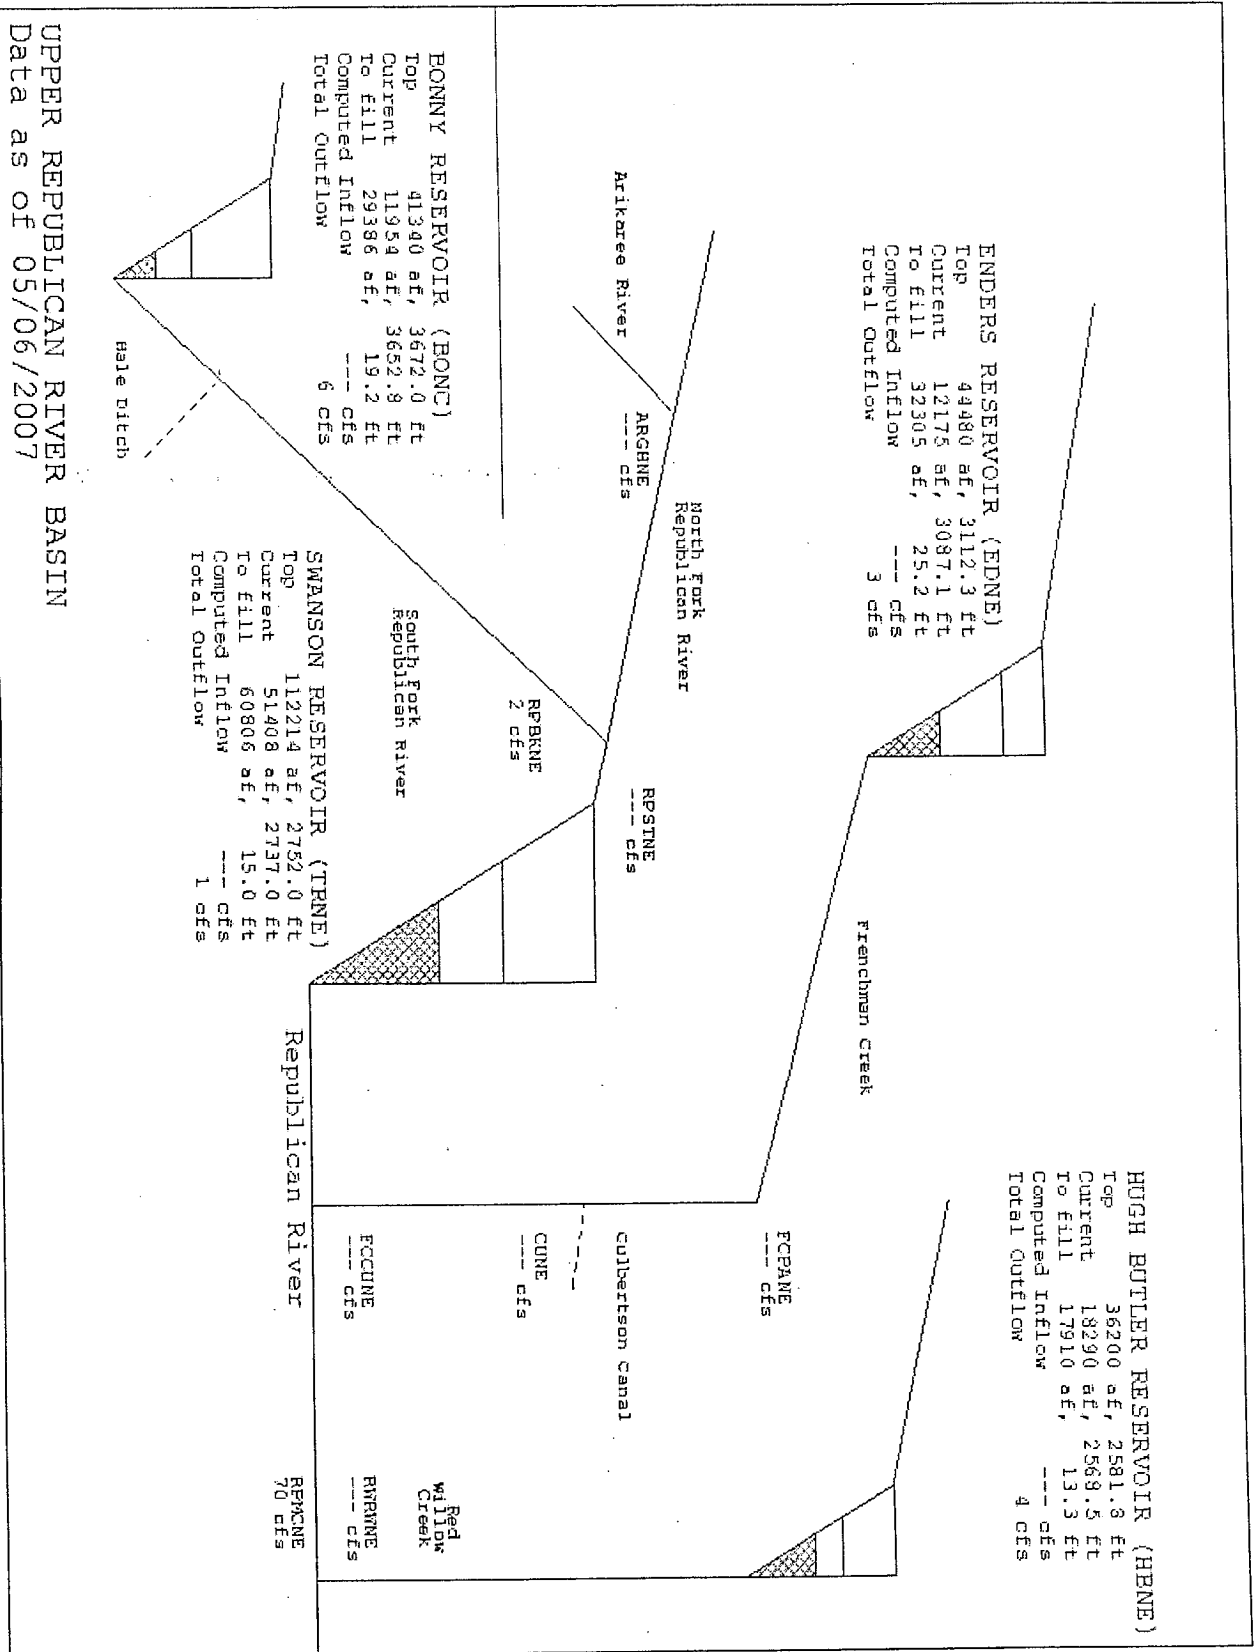 HUGH BUTLER RESERVOIR (HBNE)
Top 36200 af, 2581.8 ft
Current 18290 af, 2568.5 ft
To fill 17910 af, 13.3 ft
Computed Inflow --- cfs
Total Outflow 4 cfs
ENDERS RESERVOIR (EDNE)
Top 44480 af, 3112.3 ft
Current 12175 af, 3087.1 ft
To fill 32305 af, 25.2 ft
Computed Inflow --- cfs
Total Outflow 3 cfs
Frenchman Creek
FCPANE
--- cfs
Culbertson Canal
CUNE
--- cfs
FCCUNE
--- cfs
Red
Willow
Creek
RWRWNE
--- cfs
RPMCNE
70 cfs
North Fork
Republican River
Arikaree River
ARGHNE
--- cfs
RPSTNE
--- cfs
RPBKNE
2 cfs
South Fork
Republican River
BONNY RESERVOIR (BONC)
Top 41340 af, 3672.0 ft
Current 11954 af, 3652.8 ft
To fill 29386 af, 19.2 ft
Computed Inflow --- cfs
Total Outflow 6 cfs
SWANSON RESERVOIR (TRNE)
Top 112214 af, 2752.0 ft
Current 51408 af, 2737.0 ft
To fill 60806 af, 15.0 ft
Computed Inflow --- cfs
Total Outflow 1 cfs
Republican River
Hale Ditch
UPPER REPUBLICAN RIVER BASIN
Data as of 05/06/2007